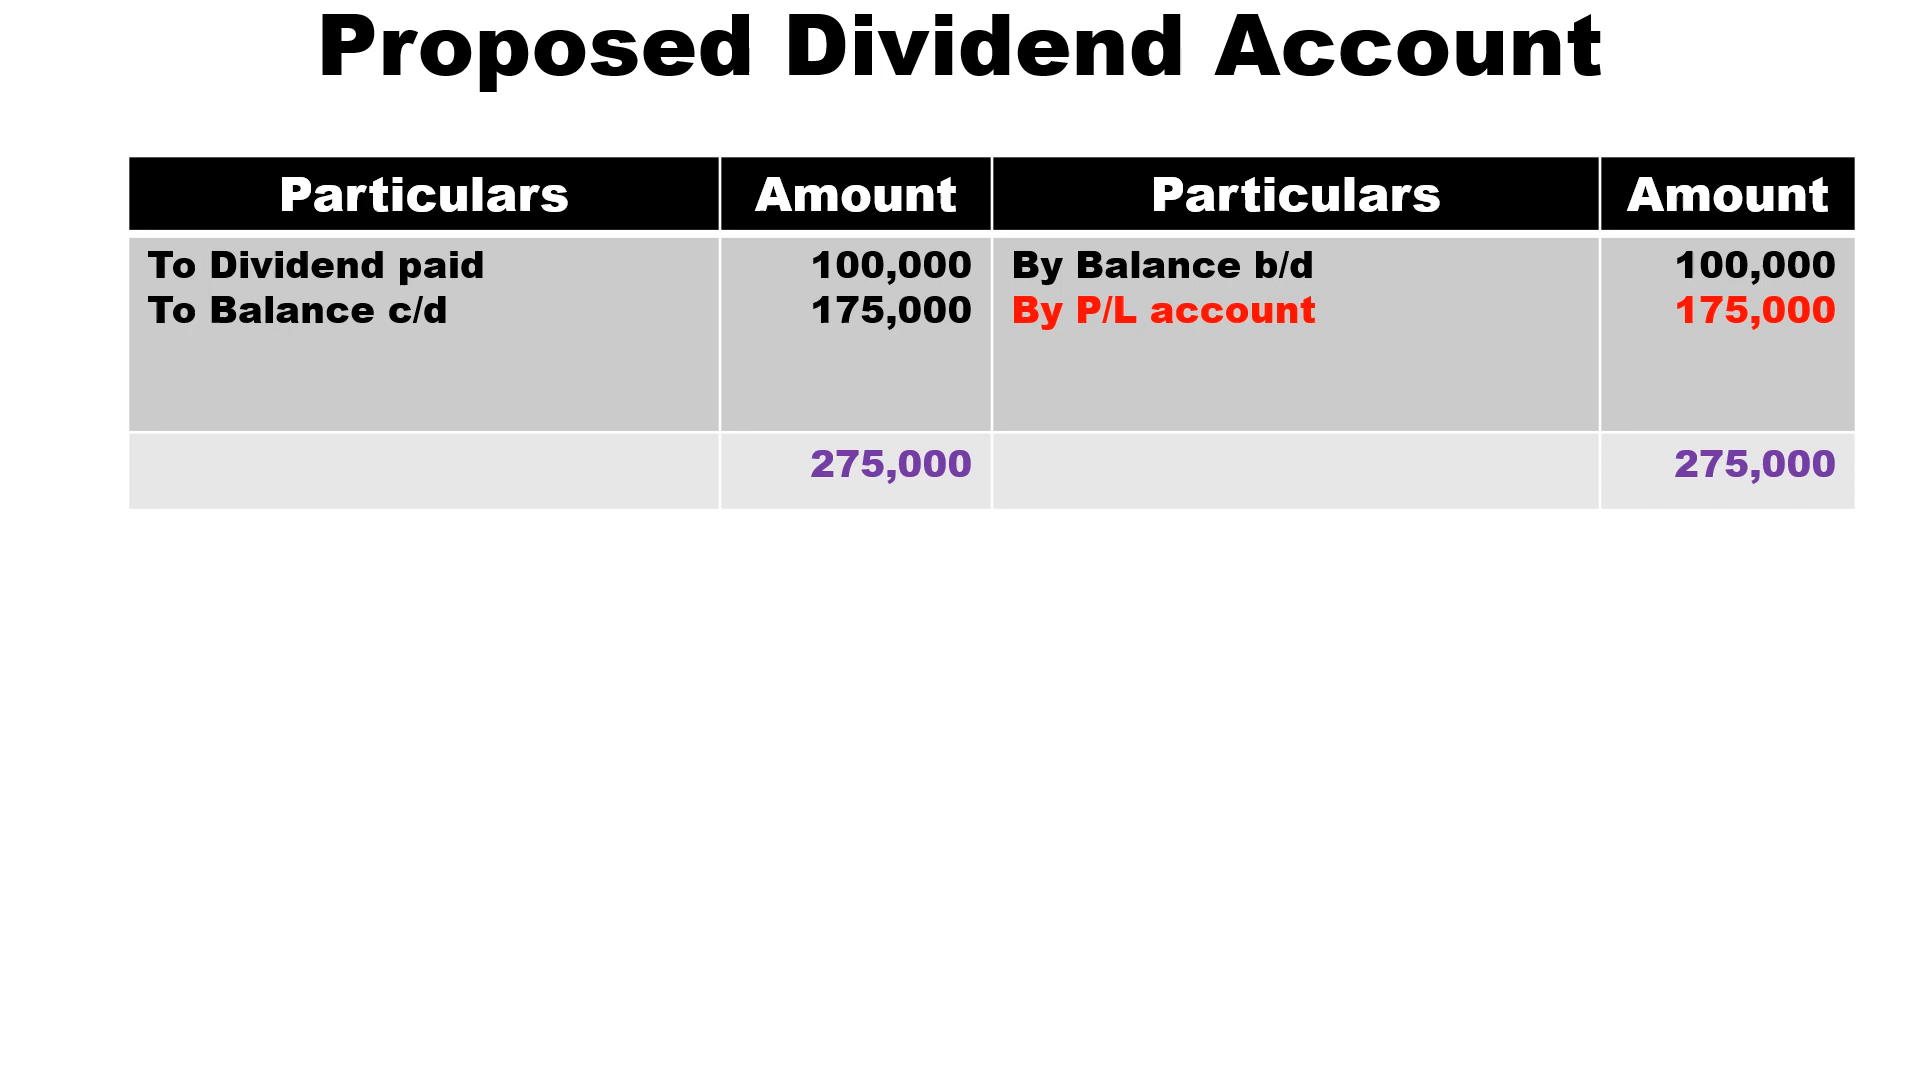 Proposed Dividend Account
Particulars Amount Particulars Amount
To Dividend paid 100,000 By Balance b/d 100,000
To Balance c/d 175,000 By P/L account 175,000
275,000 275,000